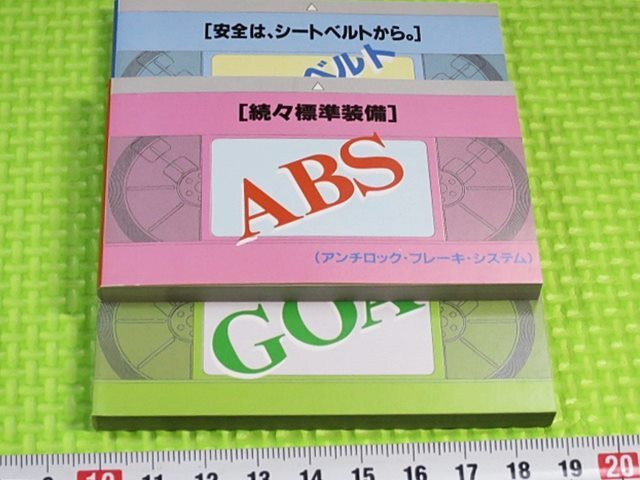 [安全は、シートベルトから。]
ベルト
[続々標準装備]
ABS
(アンチロック・ブレーキ・システム)
GOA
9 10 11 12 13 14 15 16 17 18 19 20